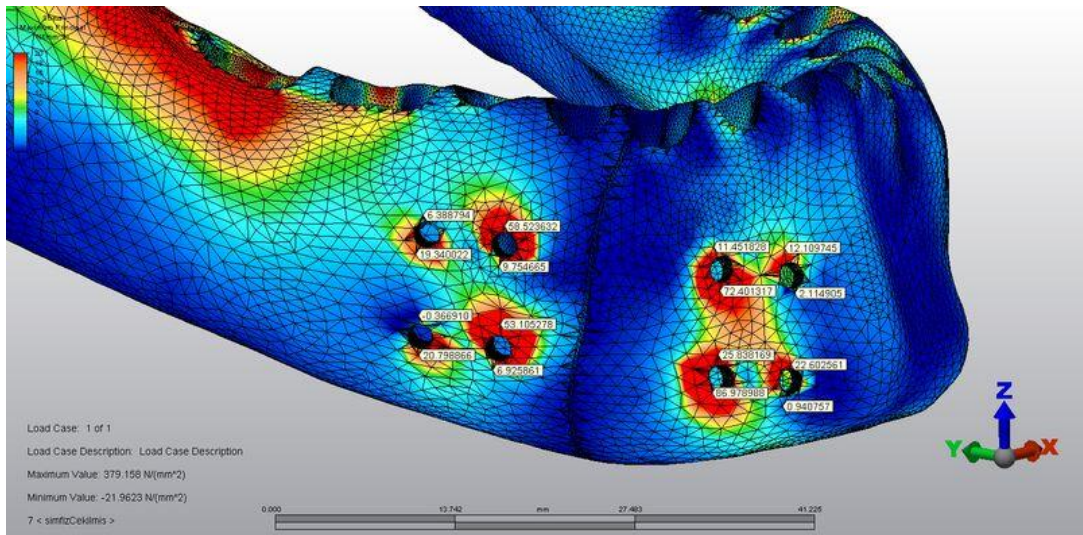 6.388794
58.523632
19.340022
9.754665
11.451828
12.109745
72.401317
2.114905
-0.366910
53.105278
20.798866
6.925861
25.838169
22.602561
86.978988
0.940757
Z
Y
X
Load Case: 1 of 1
Load Case Description: Load Case Description
Maximum Value: 379.158 N/(mm^2)
Minimum Value: -21.9623 N/(mm^2)
7 < simfizCekilmis >
0.000 13.742 mm 27.483 41.225